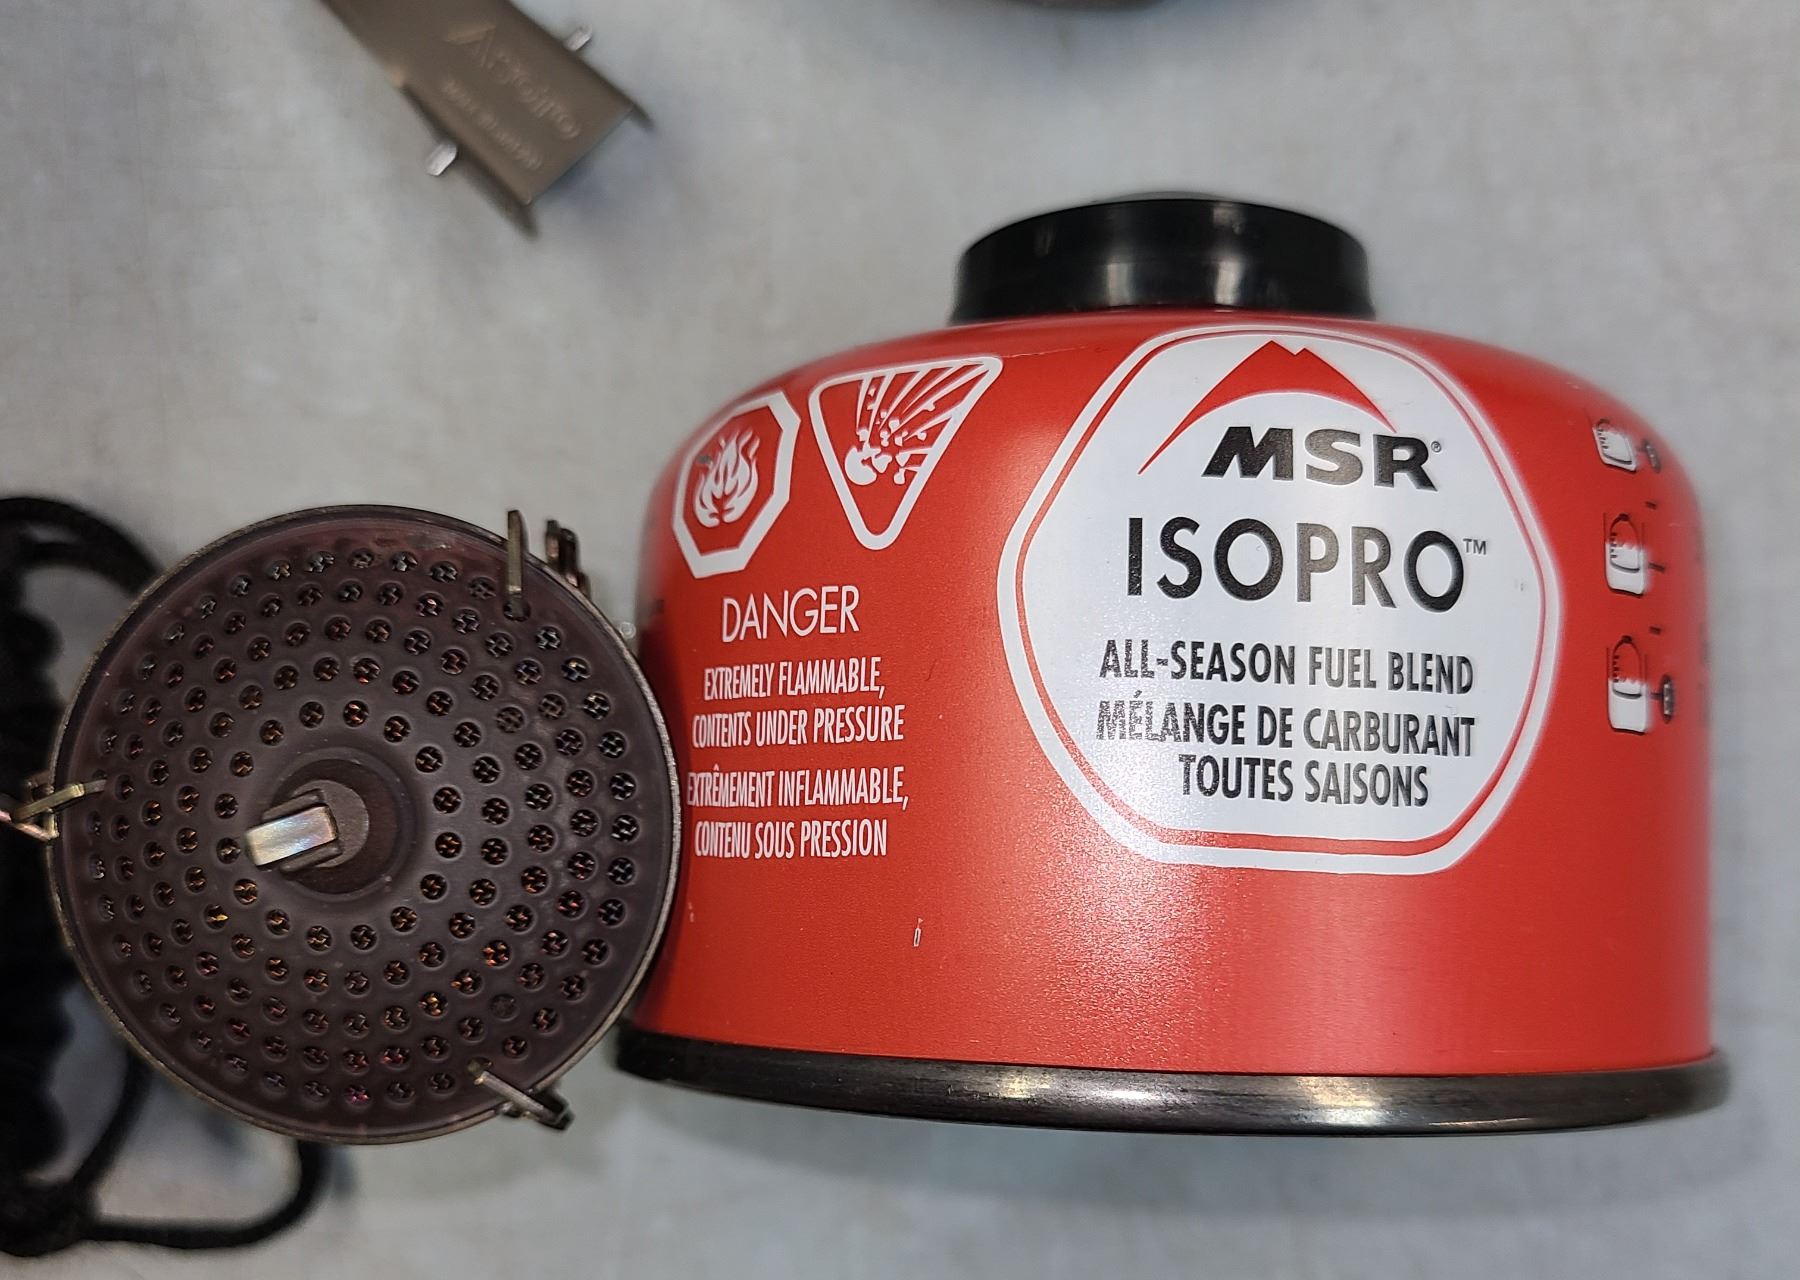 MSR®
ISOPRO™
ALL-SEASON FUEL BLEND
MÉLANGE DE CARBURANT
TOUTES SAISONS
DANGER
EXTREMELY FLAMMABLE,
CONTENTS UNDER PRESSURE
EXTRÊMEMENT INFLAMMABLE,
CONTENU SOUS PRESSION